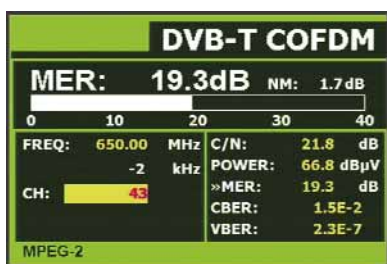 DVB-T COFDM
MER: 19.3dB NM: 1.7 dB
0 10 20 30 40
FREQ: 650.00 MHz
-2 kHz
CH: 43
C/N: 21.8 dB
POWER: 66.8 dBµV
»MER: 19.3 dB
CBER: 1.5E-2
VBER: 2.3E-7
MPEG-2